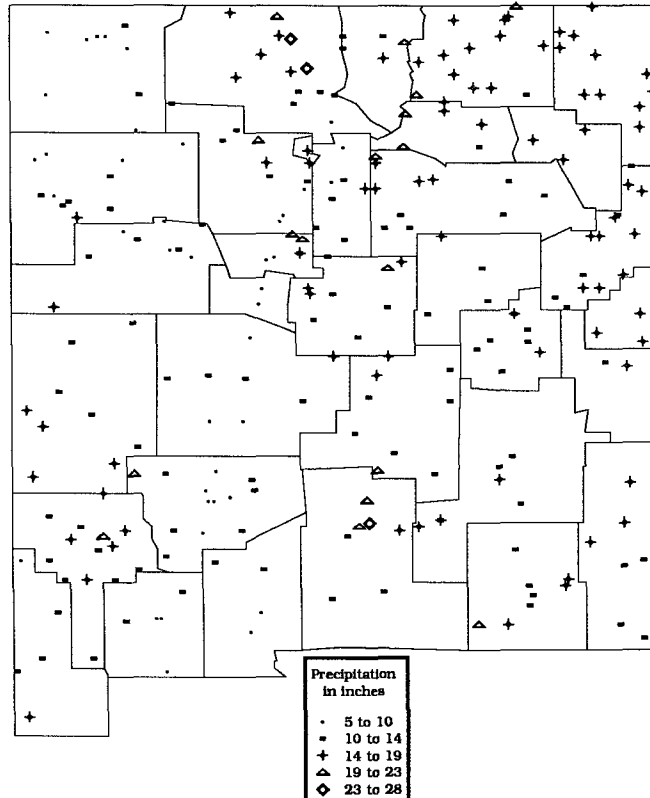 Precipitation
in inches
5 to 10
10 to 14
14 to 19
19 to 23
23 to 28